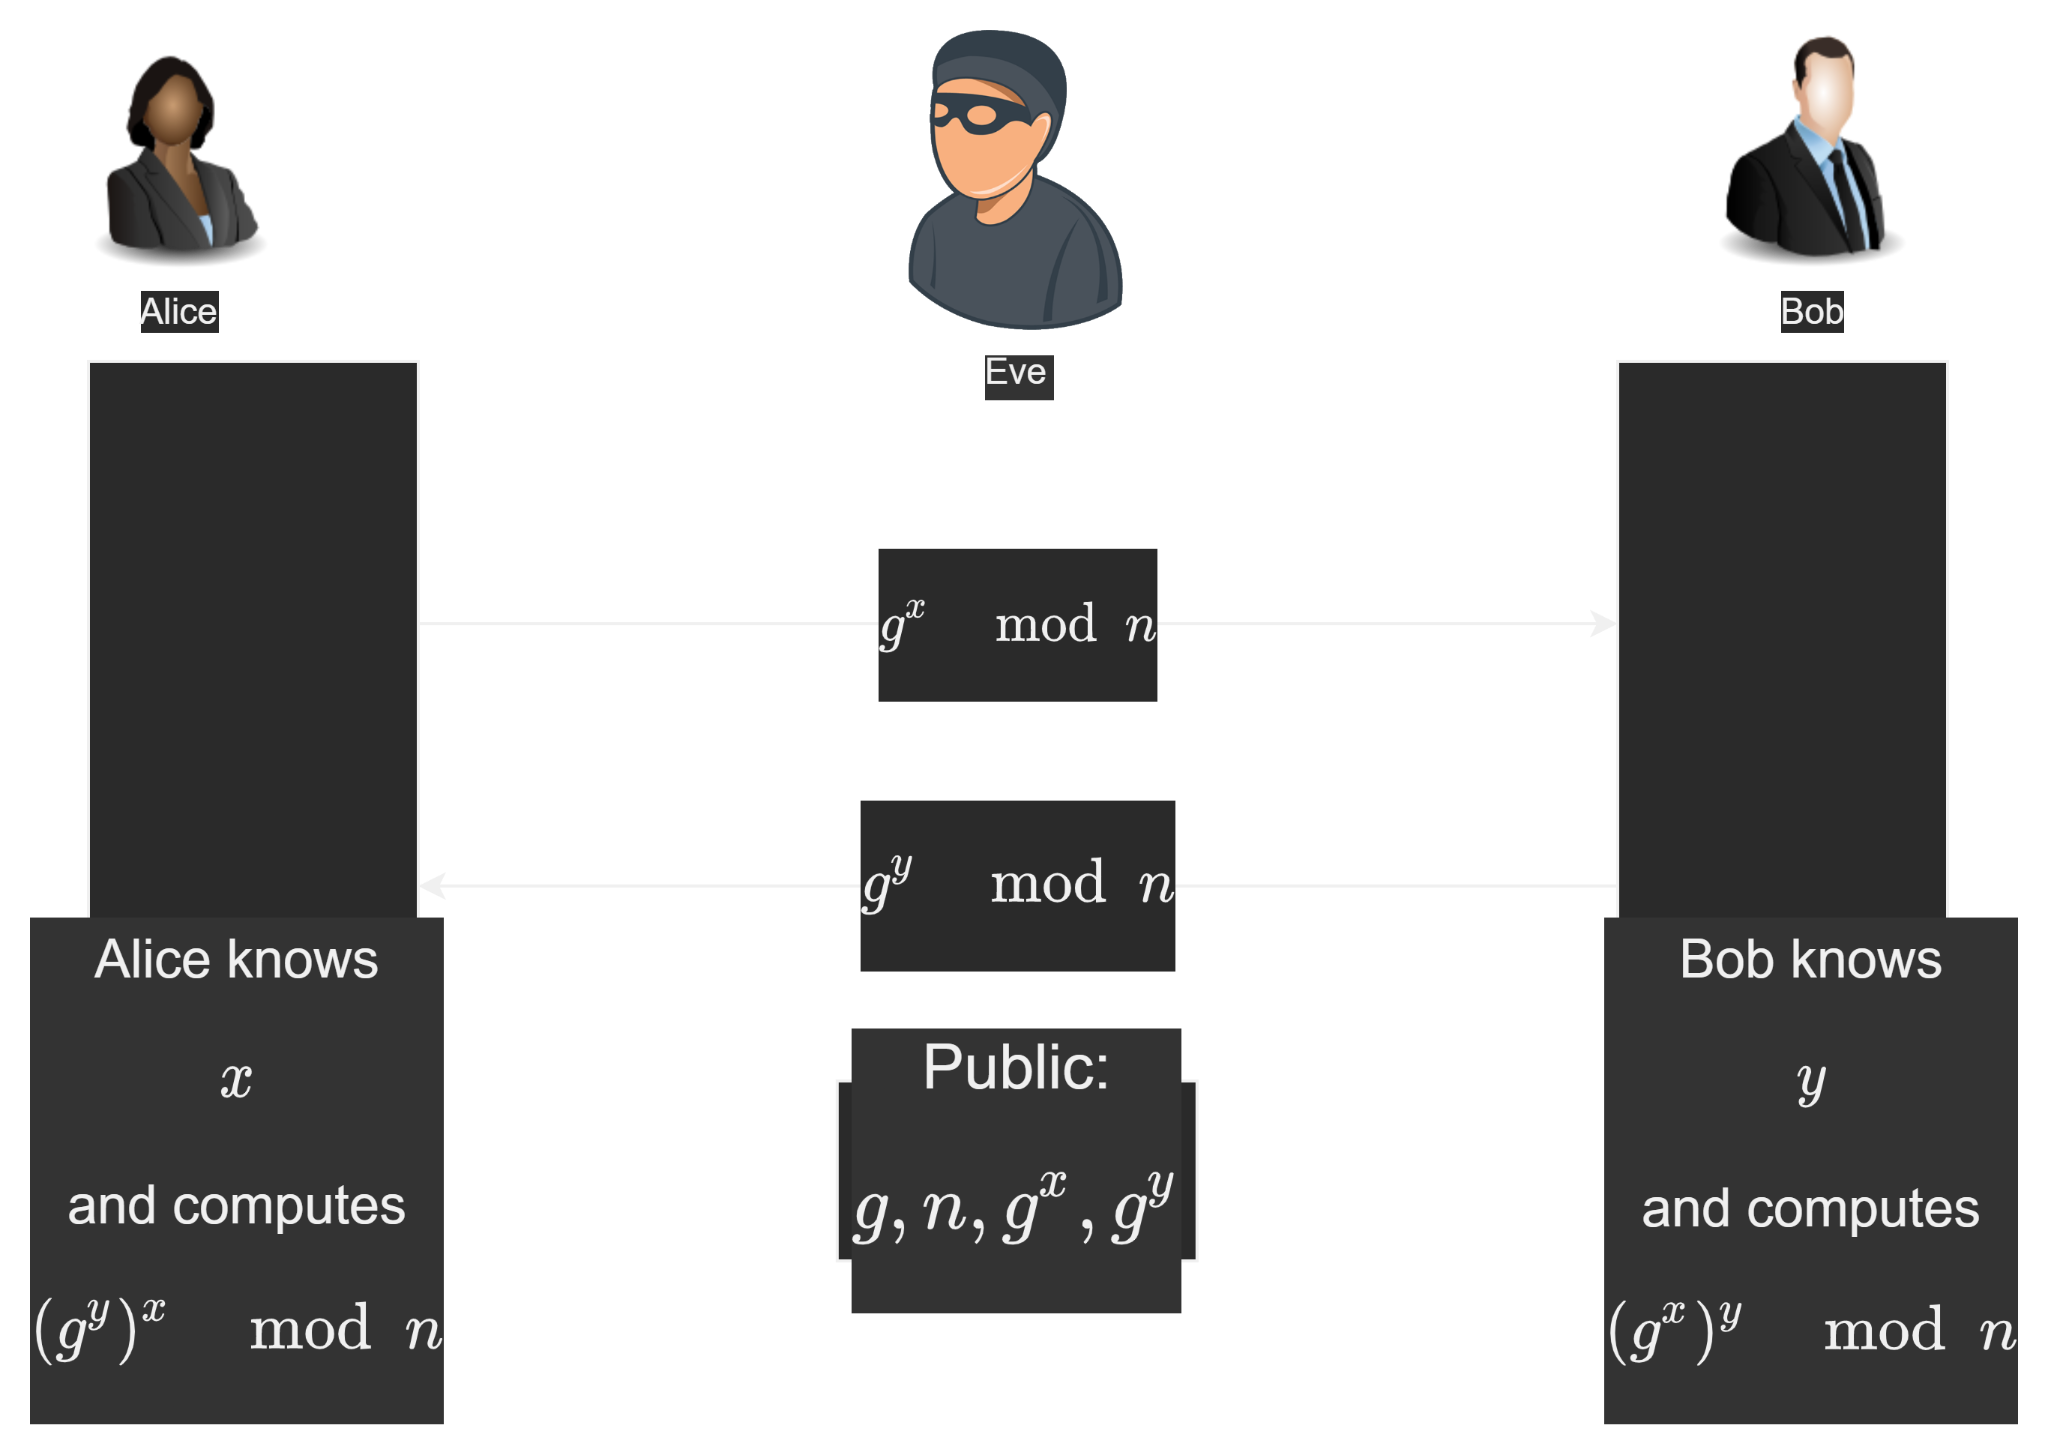 Alice
Eve
Bob
g^x mod n
g^y mod n
Alice knows
x
and computes
(g^y)^x mod n
Public:
g, n, g^x, g^y
Bob knows
y
and computes
(g^x)^y mod n